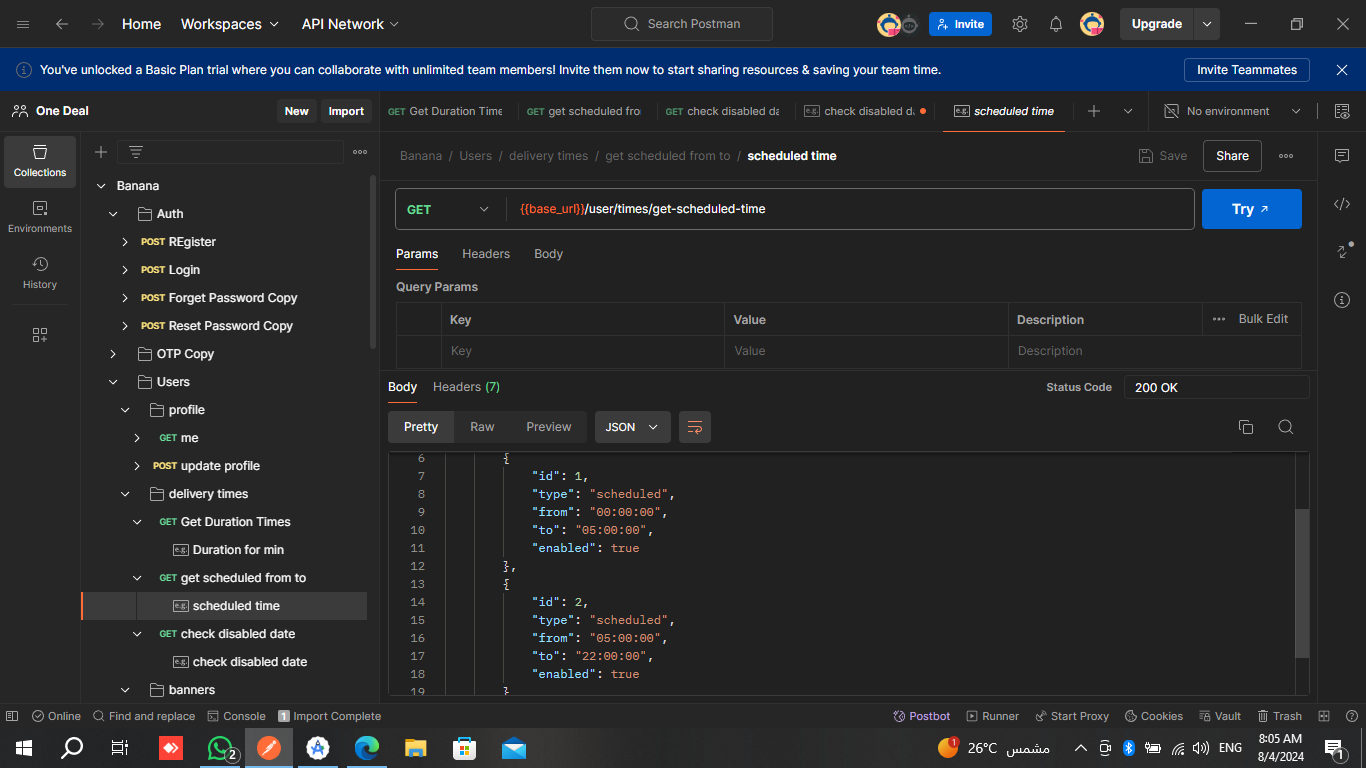 Home
Workspaces
API Network
Search Postman
Invite
Upgrade
You've unlocked a Basic Plan trial where you can collaborate with unlimited team members! Invite them now to start sharing resources & saving your team time.
Invite Teammates
One Deal
New
Import
GET Get Duration Time
GET get scheduled fro
GET check disabled da
e.g. check disabled d
e.g. scheduled time
No environment
Collections
Environments
History
Banana
Auth
POST REgister
POST Login
POST Forget Password Copy
POST Reset Password Copy
OTP Copy
Users
profile
GET me
POST update profile
delivery times
GET Get Duration Times
e.g. Duration for min
GET get scheduled from to
e.g. scheduled time
GET check disabled date
e.g. check disabled date
banners
Banana / Users / delivery times / get scheduled from to / scheduled time
Save
Share
GET
{{base_url}}/user/times/get-scheduled-time
Try
Params
Headers
Body
Query Params
Key
Value
Description
Bulk Edit
Key
Value
Description
Body
Headers (7)
Status Code
200 OK
Pretty
Raw
Preview
JSON
6 {
7 "id": 1,
8 "type": "scheduled",
9 "from": "00:00:00",
10 "to": "05:00:00",
11 "enabled": true
12 },
13 {
14 "id": 2,
15 "type": "scheduled",
16 "from": "05:00:00",
17 "to": "22:00:00",
18 "enabled": true
19 }
Online
Find and replace
Console
1 Import Complete
Postbot
Runner
Start Proxy
Cookies
Vault
Trash
2
1
26°C مشمس
ENG
8:05 AM
8/4/2024
1